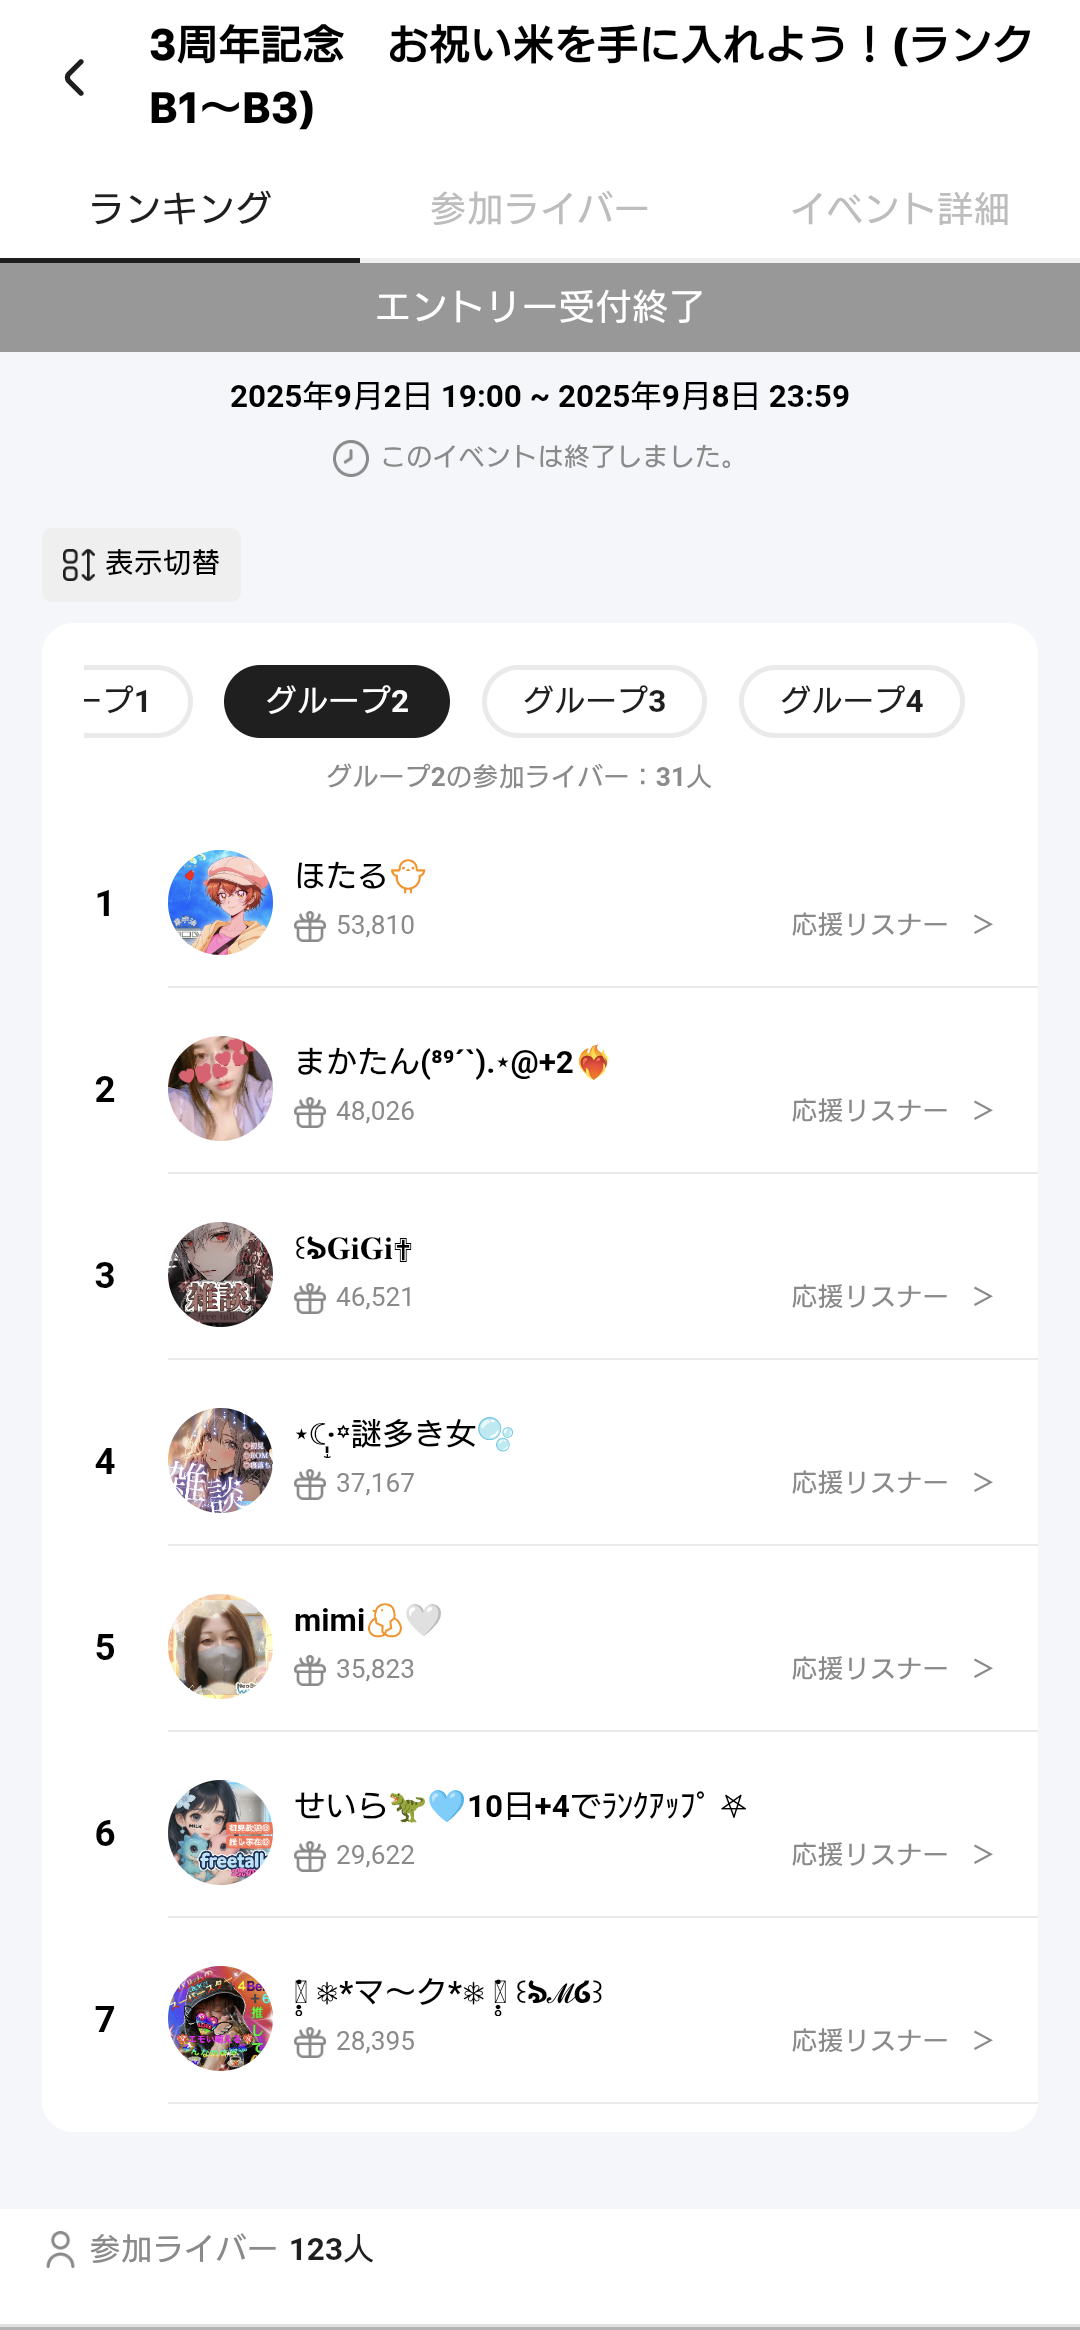 3周年記念　お祝い米を手に入れよう！(ランク
B1〜B3)
ランキング 参加ライバー イベント詳細
エントリー受付終了
2025年9月2日 19:00 ~ 2025年9月8日 23:59
このイベントは終了しました。
表示切替
ープ1 グループ2 グループ3 グループ4
グループ2の参加ライバー：31人
1 ほたる
53,810 応援リスナー >
2 まかたん(⁸⁹´`).⋆@+2❤️‍🔥
48,026 応援リスナー >
雑談
3 ꒰ঌ𝐆𝐢𝐆𝐢✞
46,521 応援リスナー >
雑談
4 ⋆☾·̩͙꙳謎多き女🫧
37,167 応援リスナー >
5 mimi🤍
35,823 応援リスナー >
freetalk
6 せいら🦖🩵10日+4でﾗﾝｸｱｯﾌﾟ ⛧
29,622 応援リスナー >
7 ❄*マ〜ク*❄ ꒰ঌ𝓜໒꒱
28,395 応援リスナー >
参加ライバー 123人